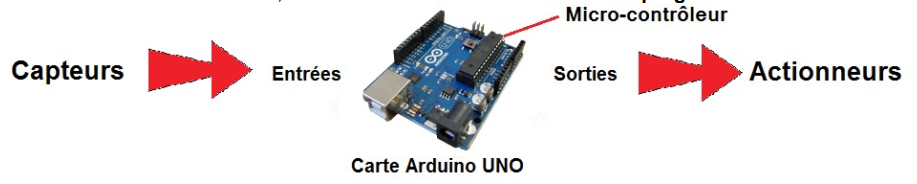 Micro-contrôleur
Capteurs
Entrées
Sorties
Actionneurs
Carte Arduino UNO